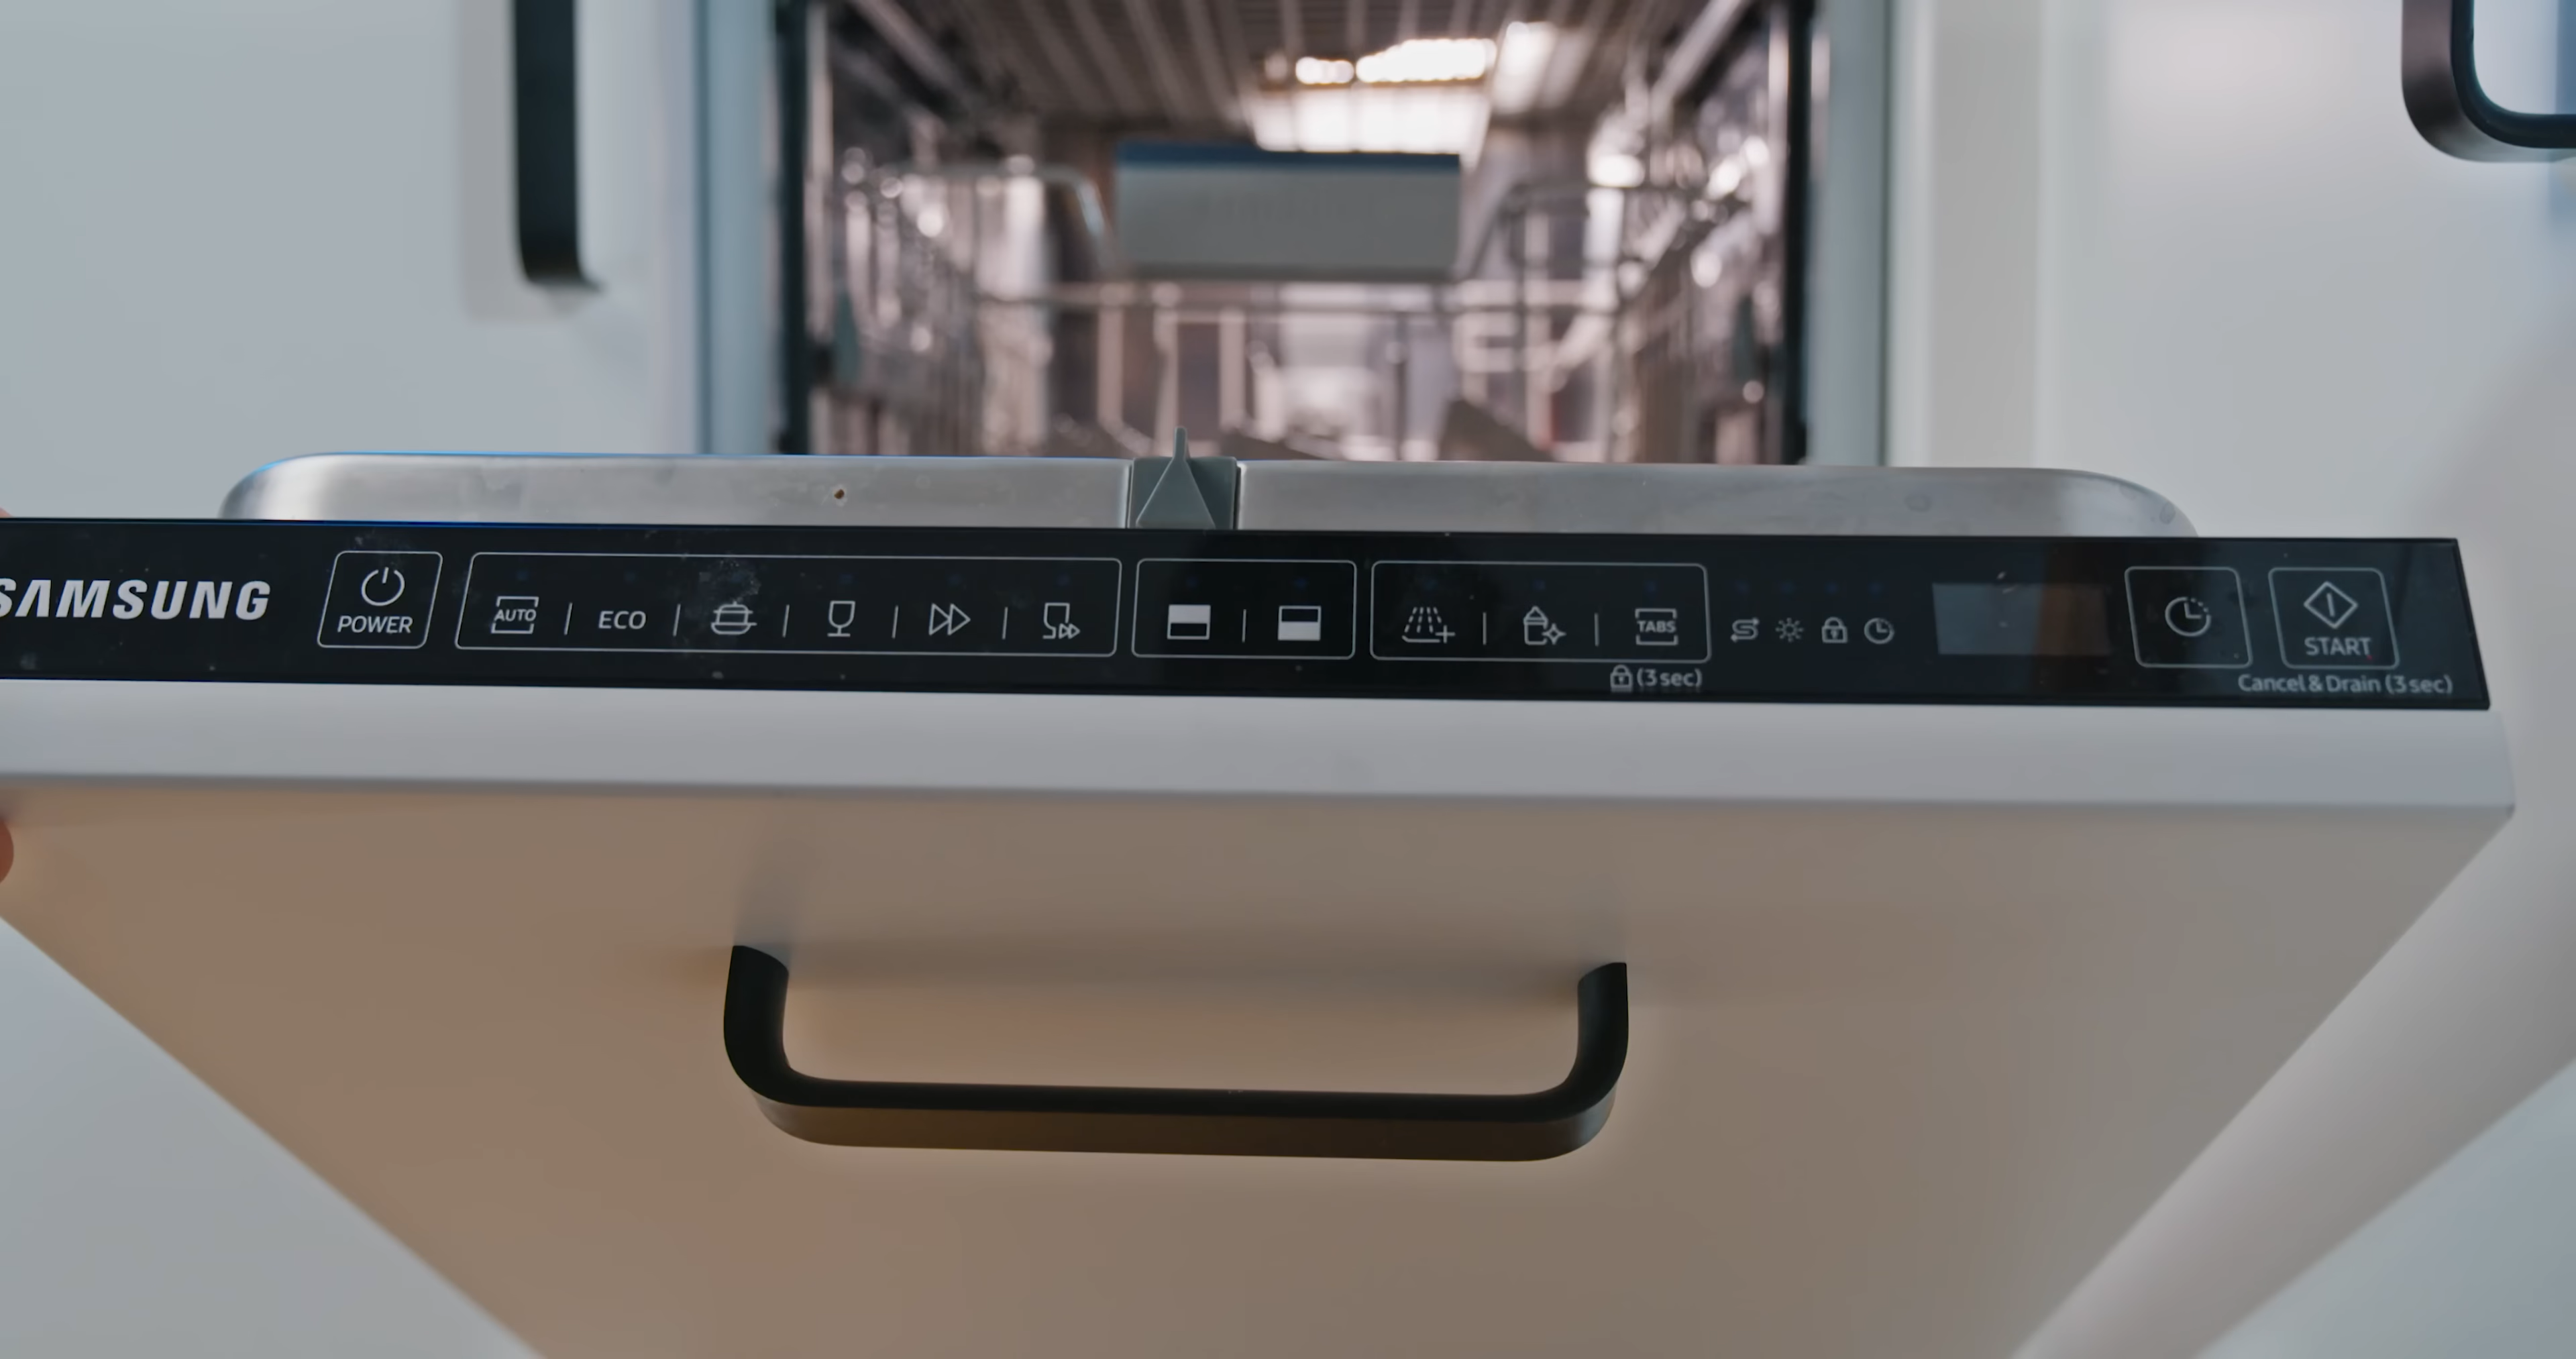 SAMSUNG
POWER
AUTO
ECO
TABS
(3 sec)
START
Cancel & Drain (3 sec)